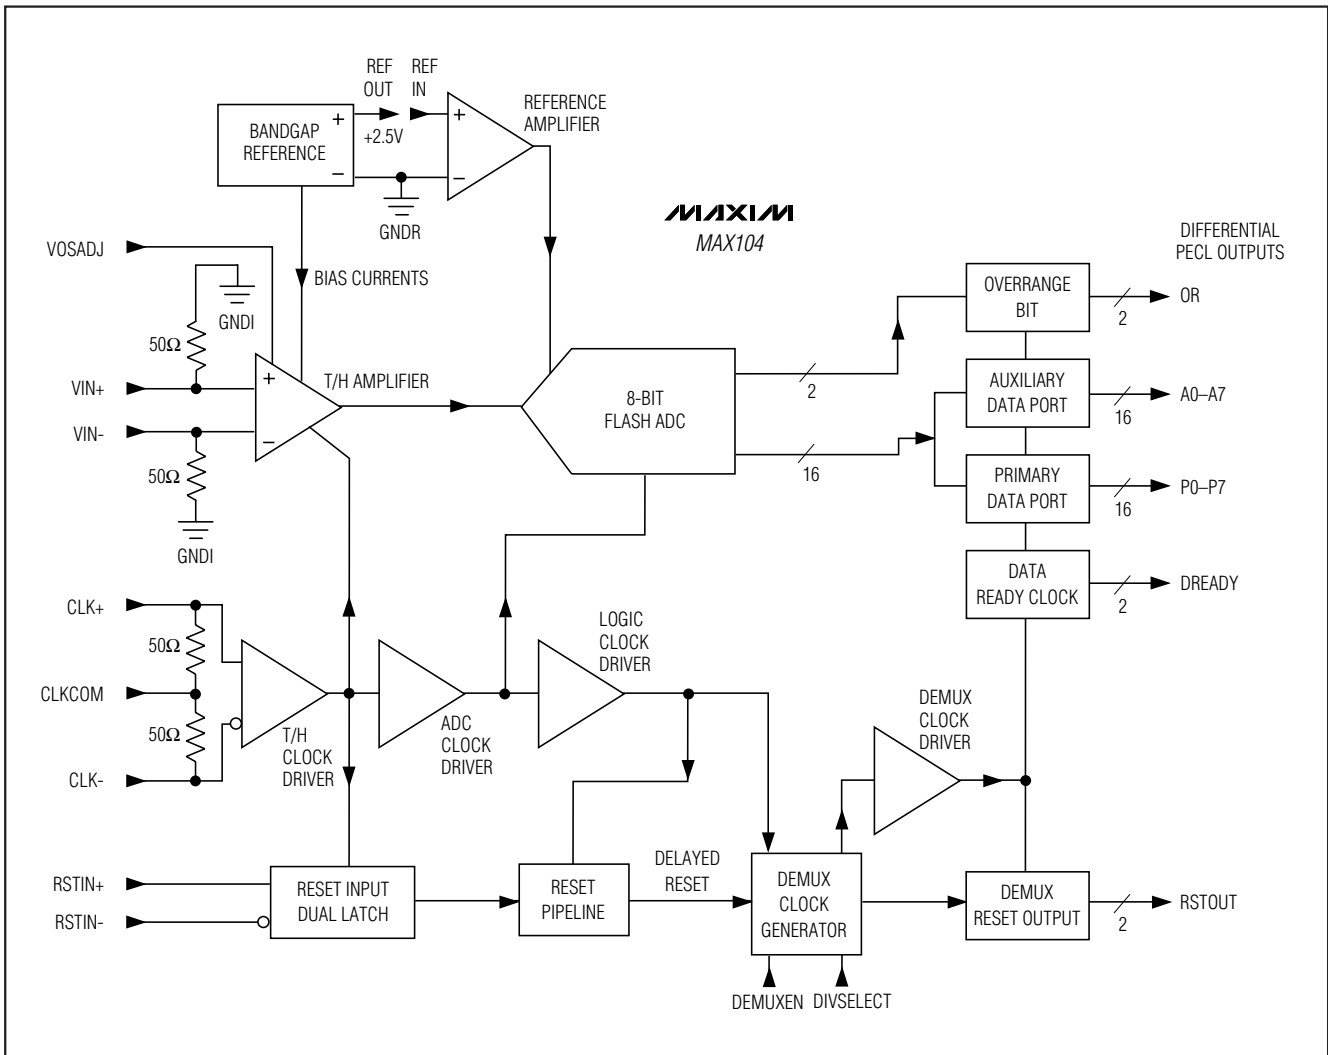 REF
OUT
REF
IN
+2.5V
BANDGAP
REFERENCE
+
−
+
−
REFERENCE
AMPLIFIER
GNDR
MAXIM
MAX104
DIFFERENTIAL
PECL OUTPUTS
VOSADJ
BIAS CURRENTS
GNDI
50Ω
VIN+
+
−
T/H AMPLIFIER
VIN-
50Ω
GNDI
8-BIT
FLASH ADC
2
16
OVERRANGE
BIT
2
OR
AUXILIARY
DATA PORT
16
A0–A7
PRIMARY
DATA PORT
16
P0–P7
DATA
READY CLOCK
2
DREADY
CLK+
50Ω
CLKCOM
50Ω
CLK-
T/H
CLOCK
DRIVER
ADC
CLOCK
DRIVER
LOGIC
CLOCK
DRIVER
DEMUX
CLOCK
DRIVER
RSTIN+
RSTIN-
RESET INPUT
DUAL LATCH
RESET
PIPELINE
DELAYED
RESET
DEMUX
CLOCK
GENERATOR
DEMUX
RESET OUTPUT
2
RSTOUT
DEMUXEN
DIVSELECT